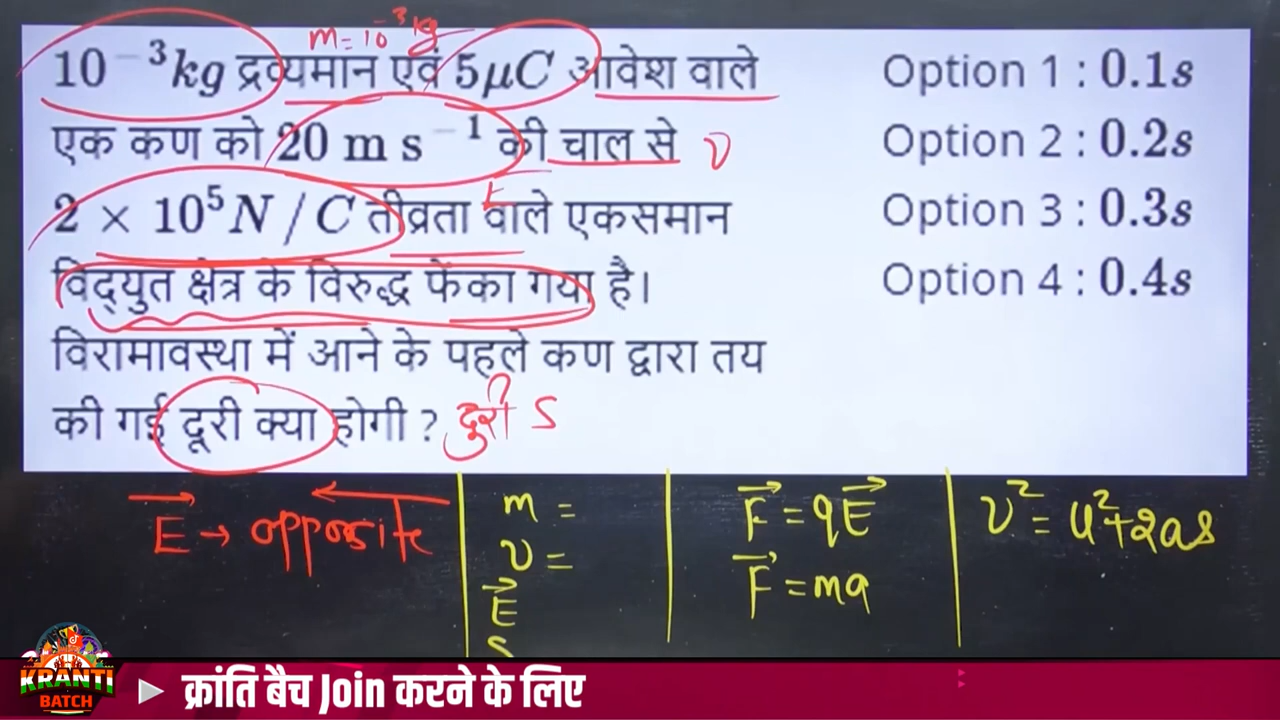 m=10⁻³kg
10⁻³kg द्रव्यमान एवं 5μC आवेश वाले
एक कण को 20 m s⁻¹ की चाल से v
2 × 10⁵N / C तीव्रता वाले एकसमान
विद्युत क्षेत्र के विरुद्ध फेंका गया है।
विरामावस्था में आने के पहले कण द्वारा तय
की गई दूरी क्या होगी ? दुरी s
Option 1 : 0.1s
Option 2 : 0.2s
Option 3 : 0.3s
Option 4 : 0.4s
E→ opposite
m =
v =
E
S
F = qE
F = ma
v² = u²+2as
KRANTI
BATCH
क्रांति बैच Join करने के लिए